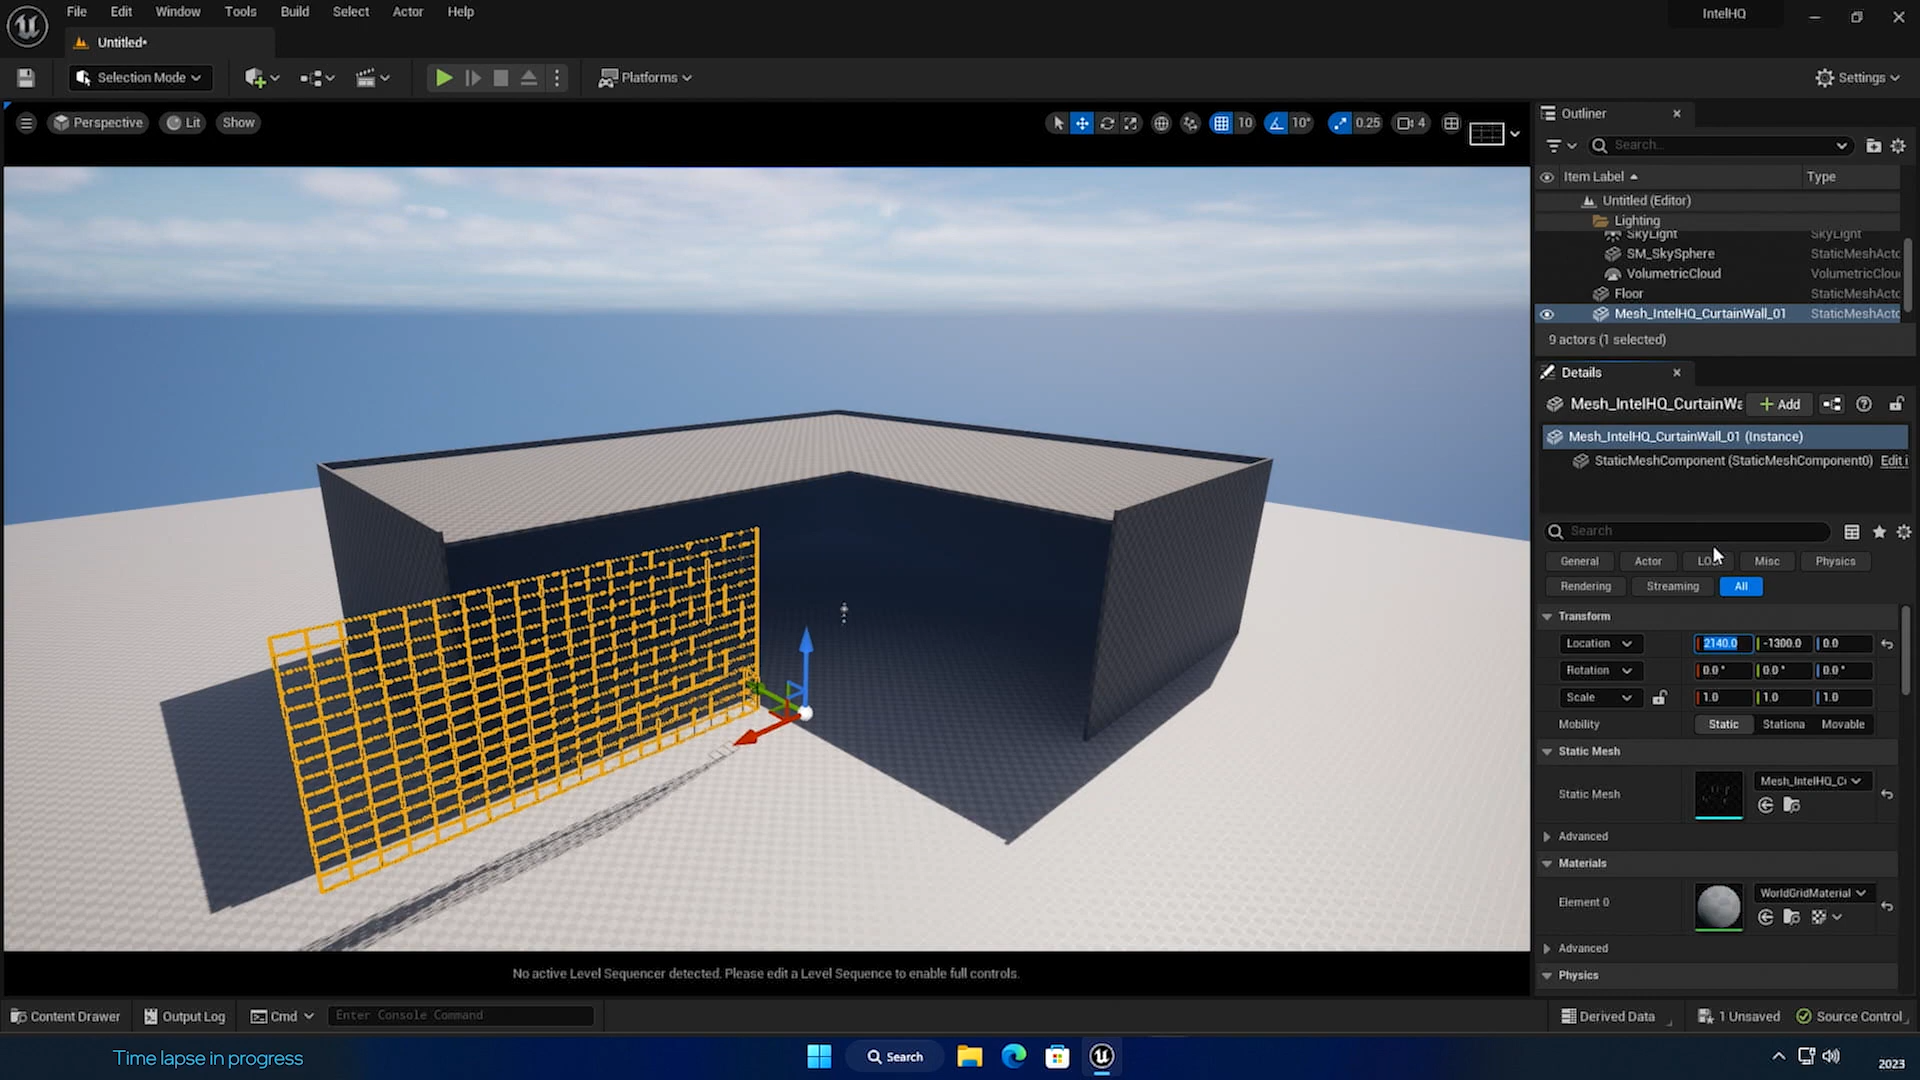 File Edit Window Tools Build Select Actor Help
IntelHQ
Untitled*
Selection Mode
Platforms
Settings
Perspective Lit Show
10 10° 0.25 4
Outliner
Search...
Item Label Type
Untitled (Editor)
Lighting
SkyLight SkyLight
SM_SkySphere StaticMeshActo
VolumetricCloud VolumetricClou
Floor StaticMeshActo
Mesh_IntelHQ_CurtainWall_01 StaticMeshActo
9 actors (1 selected)
Details
Mesh_IntelHQ_CurtainWa Add
Mesh_IntelHQ_CurtainWall_01 (Instance)
StaticMeshComponent (StaticMeshComponent0) Edit i
Search
General Actor LO Misc Physics
Rendering Streaming All
Transform
Location 2140.0 -1300.0 0.0
Rotation 0.0° 0.0° 0.0°
Scale 1.0 1.0 1.0
Mobility Static Stationa Movable
Static Mesh
Static Mesh Mesh_IntelHQ_C
Advanced
Materials
Element 0 WorldGridMaterial
Advanced
Physics
No active Level Sequencer detected. Please edit a Level Sequence to enable full controls.
Content Drawer Output Log Cmd Enter Console Command
Derived Data 1 Unsaved Source Control
Time lapse in progress
Search
2023